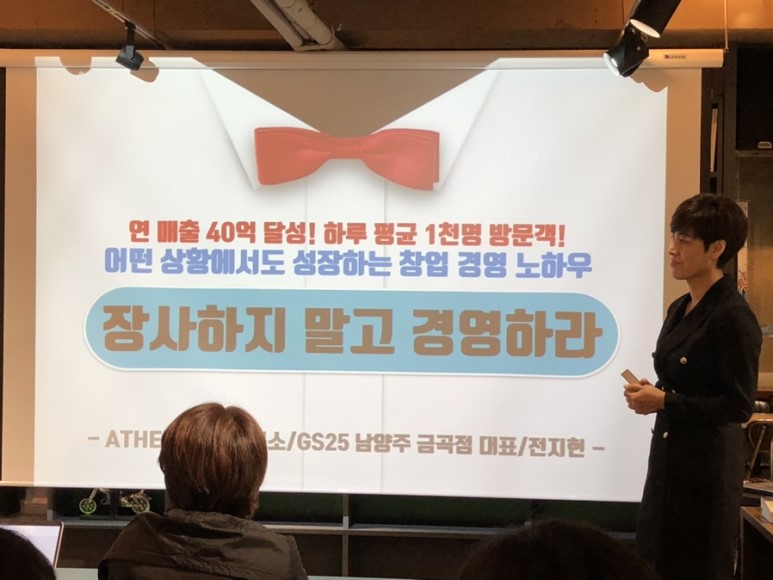 연 매출 40억 달성! 하루 평균 1천명 방문객!
어떤 상황에서도 성장하는 창업 경영 노하우
장사하지 말고 경영하라
- ATHE 소/GS25 남양주 금곡점 대표/전지현 -